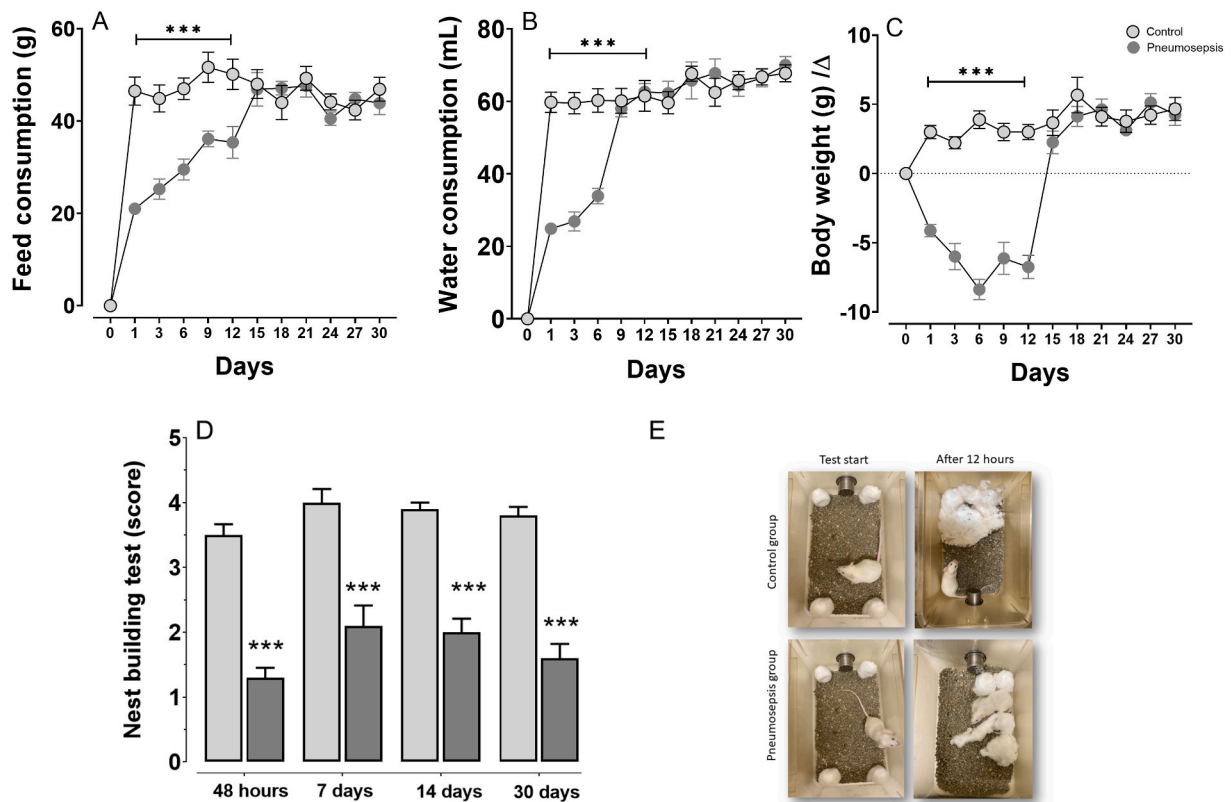 A
Feed consumption (g)
60
40
20
0
***
0 1 3 6 9 12 15 18 21 24 27 30
Days
B
Water consumption (mL)
80
60
40
20
0
***
0 1 3 6 9 12 15 18 21 24 27 30
Days
C
Control
Pneumosepsis
Body weight (g) /Δ
10
5
0
-5
-10
***
0 1 3 6 9 12 15 18 21 24 27 30
Days
D
Nest building test (score)
5
4
3
2
1
0
***
***
***
***
48 hours 7 days 14 days 30 days
E
Test start After 12 hours
Control group
Pneumosepsis group